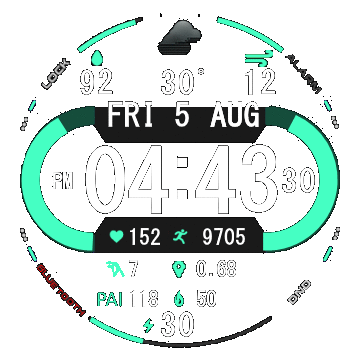 LOCK
ALARM
92 30° 12
FRI 5 AUG
PM 04:43 30
152 9705
7 0.68
PAI 118 50
BLUETOOTH
DND
30